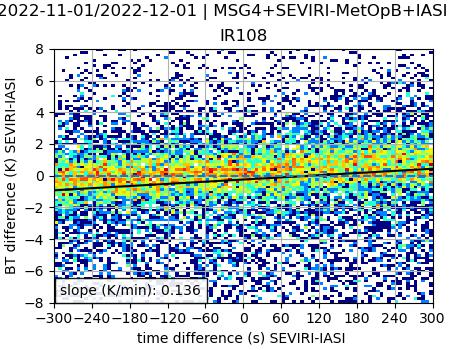 2022-11-01/2022-12-01 | MSG4+SEVIRI-MetOpB+IASI
IR108
8
6
4
2
0
−2
−4
−6
−8
BT difference (K) SEVIRI-IASI
slope (K/min): 0.136
−300 −240 −180 −120 −60 0 60 120 180 240 300
time difference (s) SEVIRI-IASI